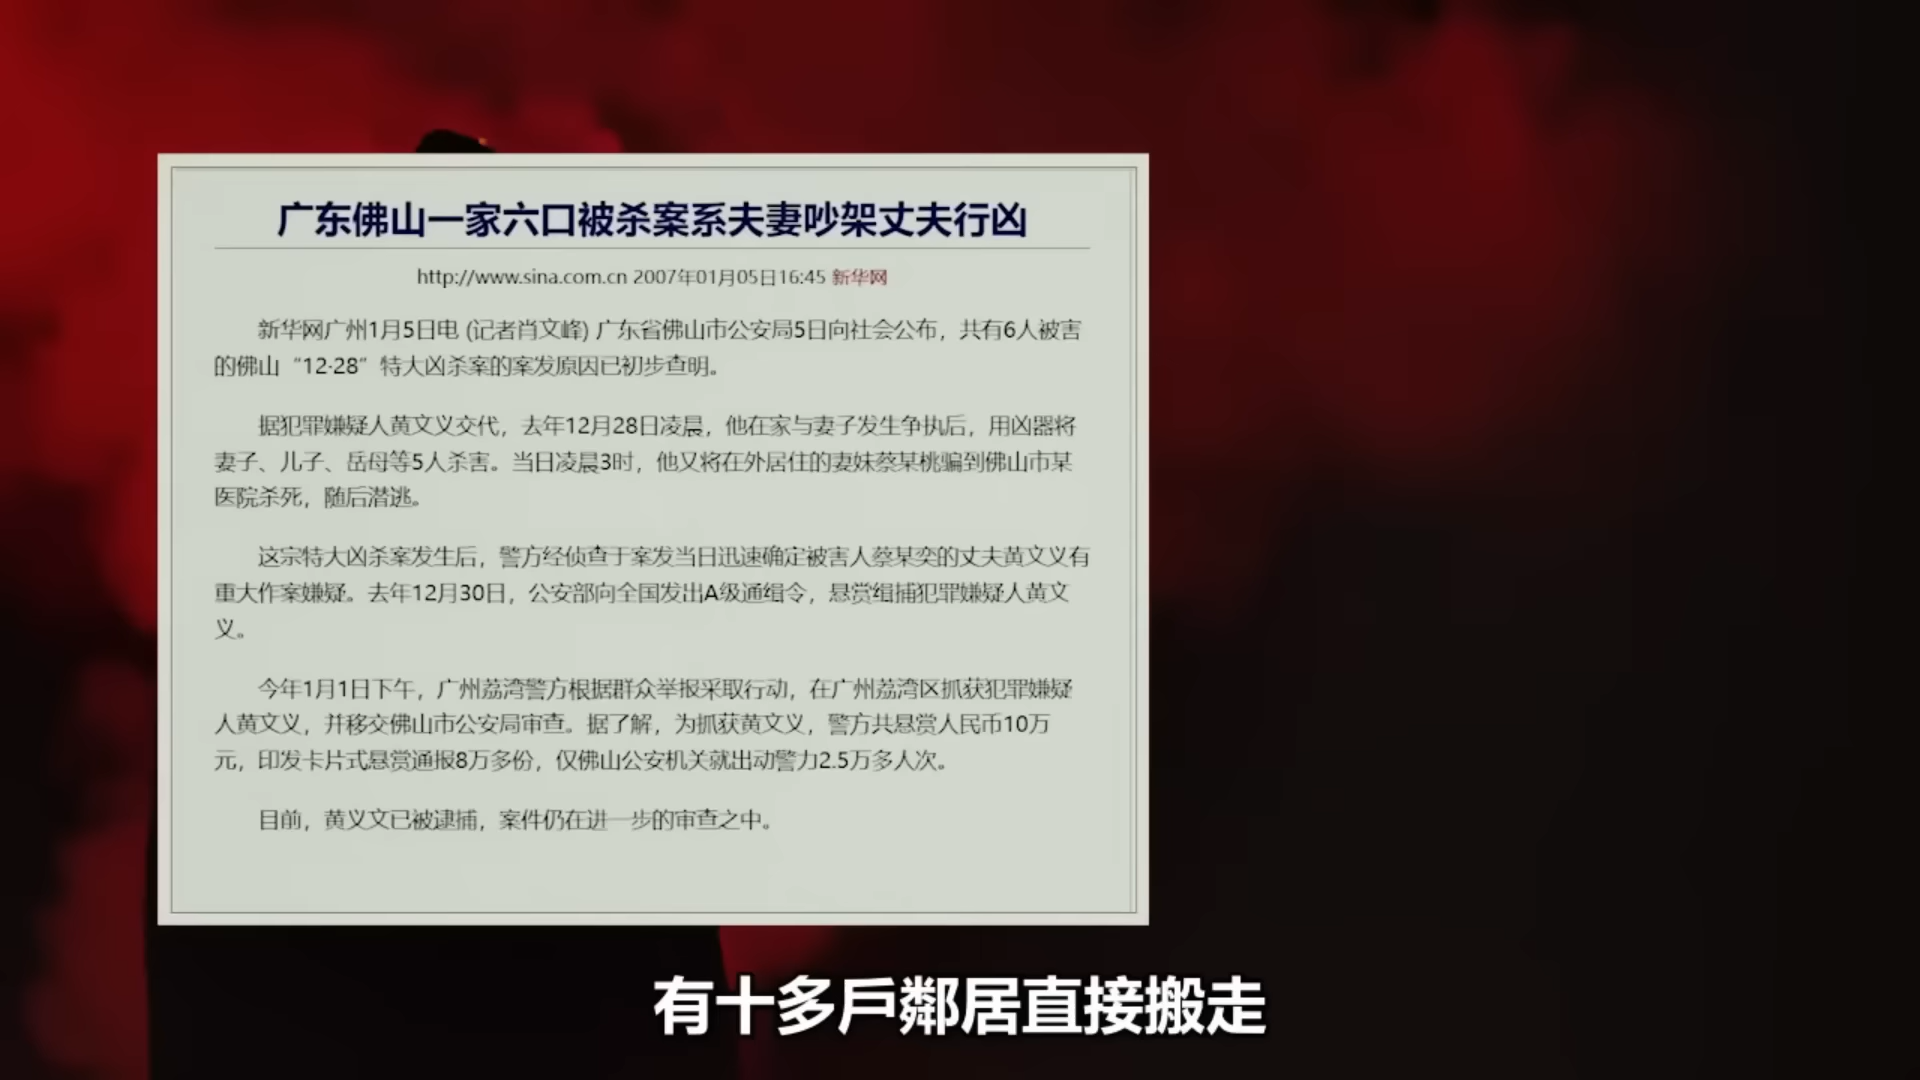 广东佛山一家六口被杀案系夫妻吵架丈夫行凶
http://www.sina.com.cn 2007年01月05日16:45 新华网
新华网广州1月5日电 (记者肖文峰) 广东省佛山市公安局5日向社会公布，共有6人被害
的佛山“12·28”特大凶杀案的案发原因已初步查明。
据犯罪嫌疑人黄文义交代，去年12月28日凌晨，他在家与妻子发生争执后，用凶器将
妻子、儿子、岳母等5人杀害。当日凌晨3时，他又将在外居住的妻妹蔡某桃骗到佛山市某
医院杀死，随后潜逃。
这宗特大凶杀案发生后，警方经侦查于案发当日迅速确定被害人蔡某奕的丈夫黄文义有
重大作案嫌疑。去年12月30日，公安部向全国发出A级通缉令，悬赏缉捕犯罪嫌疑人黄文
义。
今年1月1日下午，广州荔湾警方根据群众举报采取行动，在广州荔湾区抓获犯罪嫌疑
人黄文义，并移交佛山市公安局审查。据了解，为抓获黄文义，警方共悬赏人民币10万
元，印发卡片式悬赏通报8万多份，仅佛山公安机关就出动警力2.5万多人次。
目前，黄义文已被逮捕，案件仍在进一步的审查之中。
有十多戶鄰居直接搬走